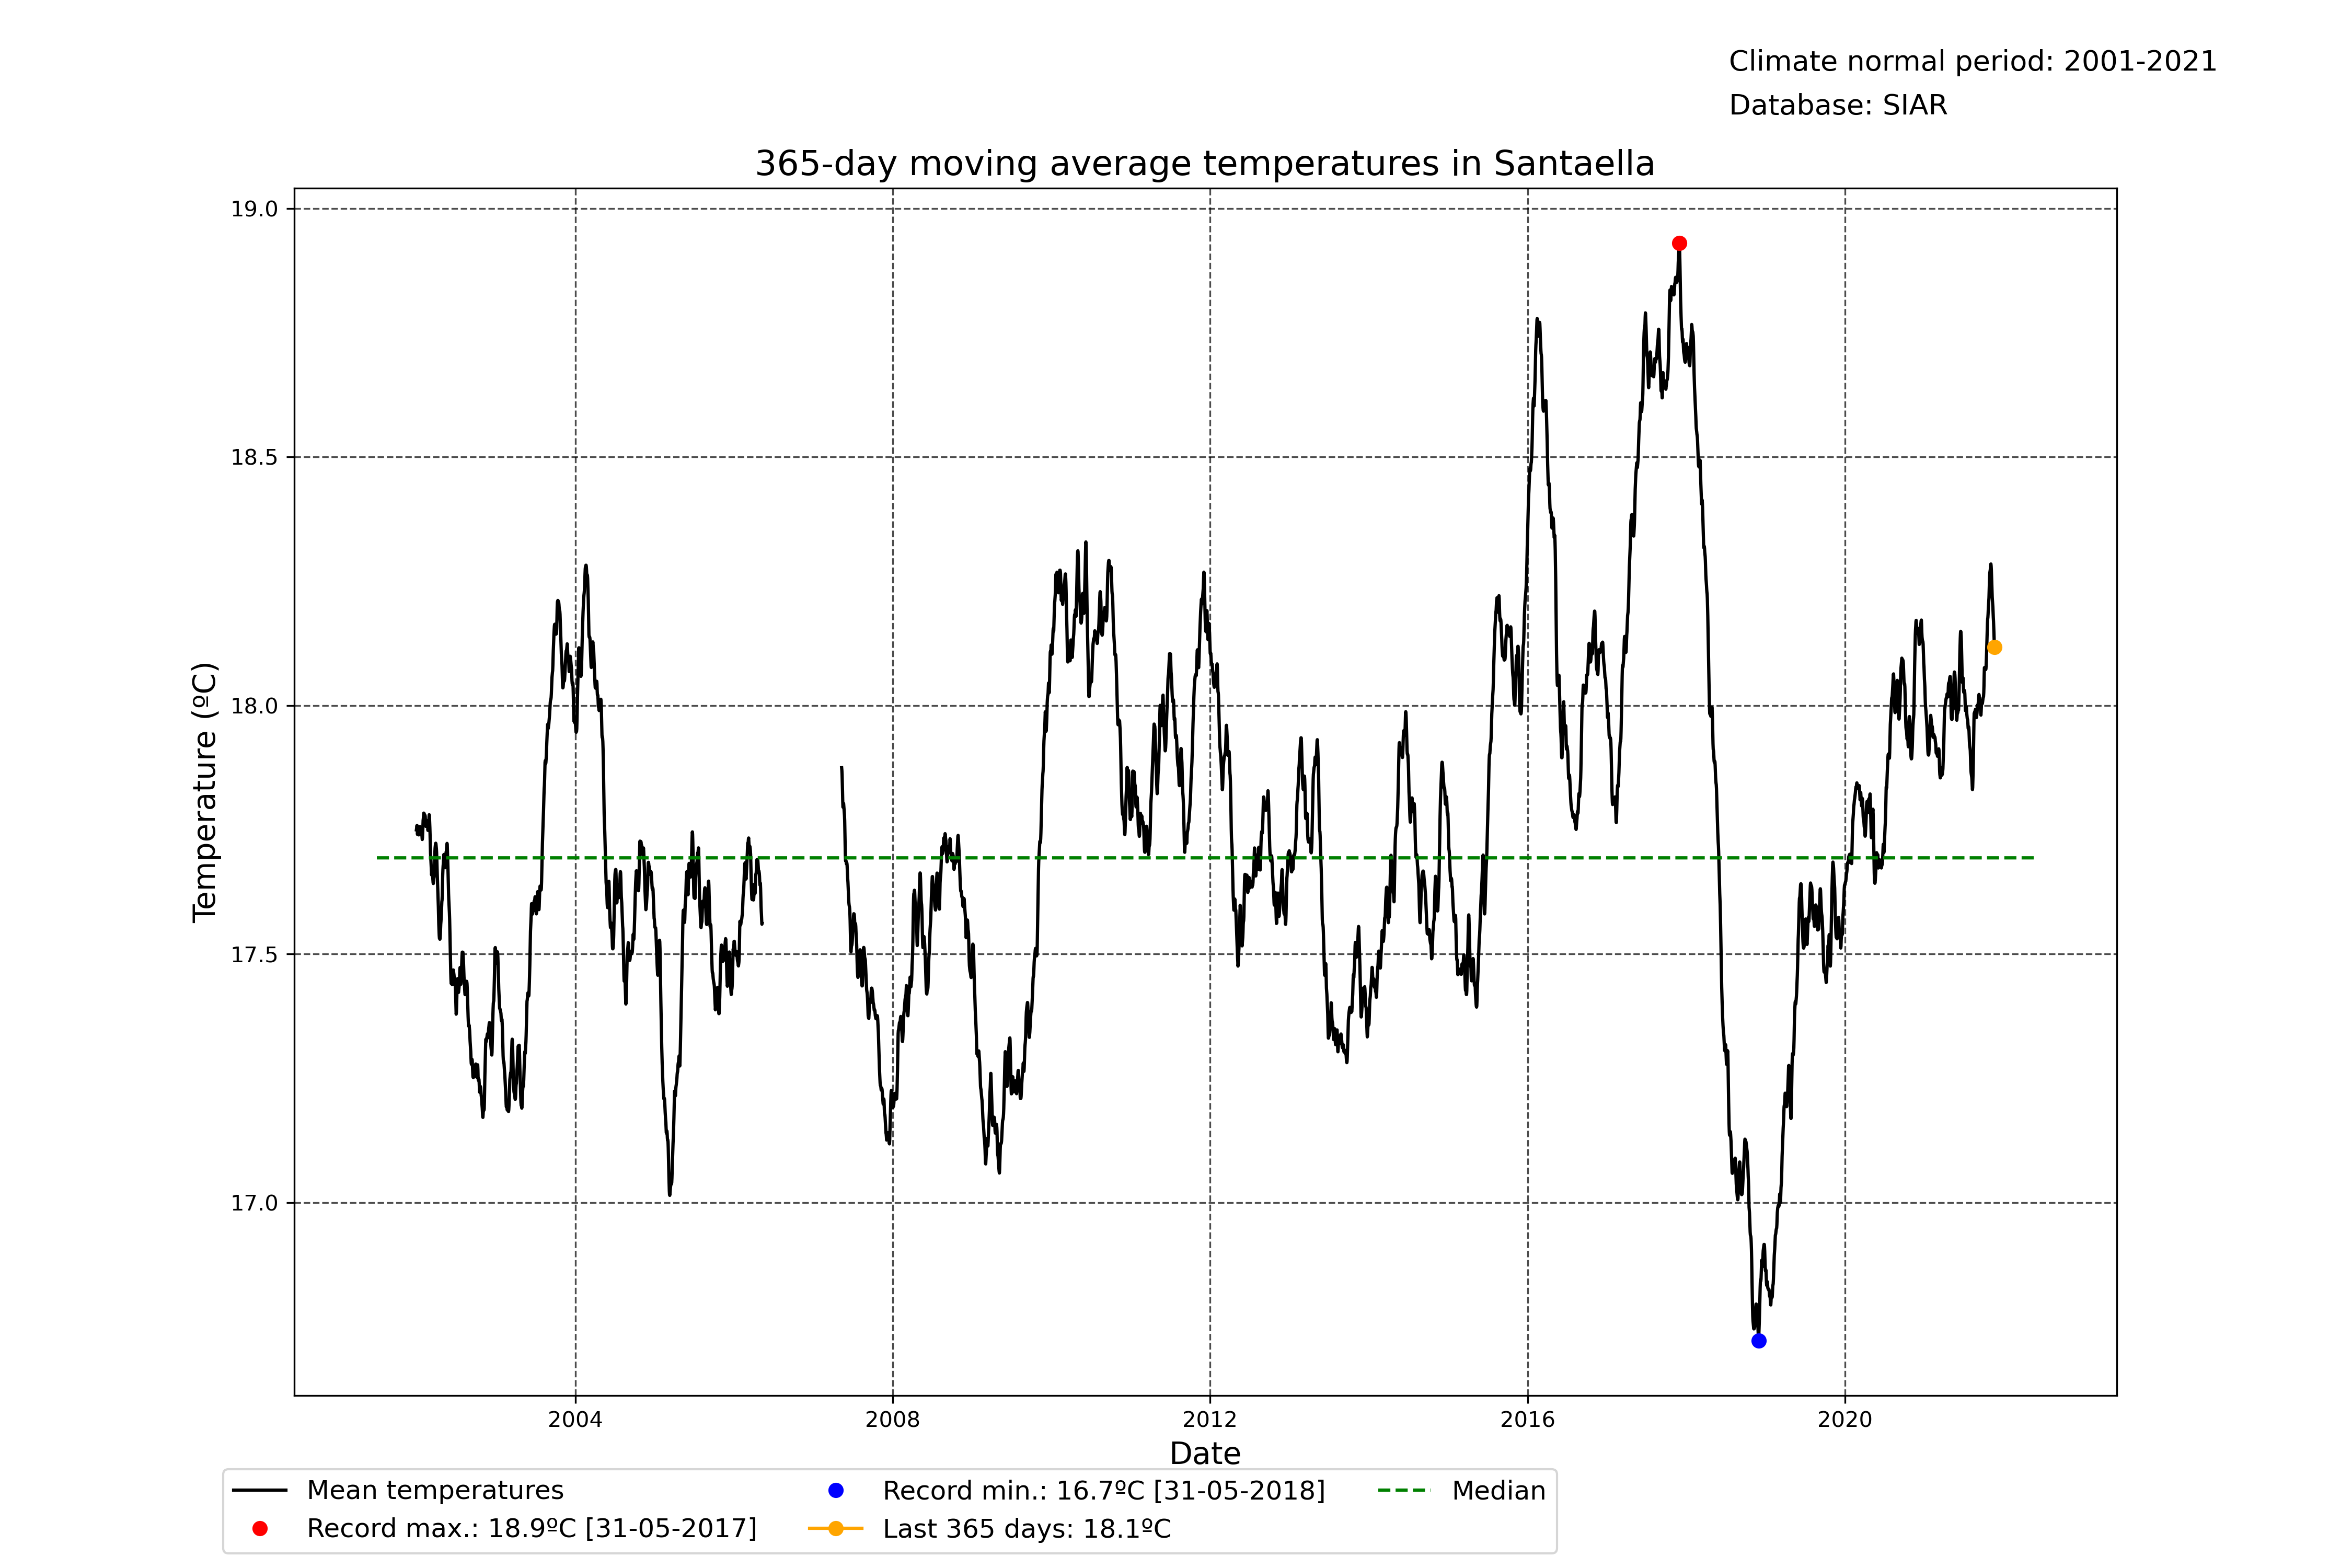 Climate normal period: 2001-2021
Database: SIAR
365-day moving average temperatures in Santaella
19.0
18.5
18.0
17.5
17.0
Temperature (ºC)
2004 2008 2012 2016 2020
Date
Mean temperatures
Record max.: 18.9ºC [31-05-2017]
Record min.: 16.7ºC [31-05-2018]
Last 365 days: 18.1ºC
Median